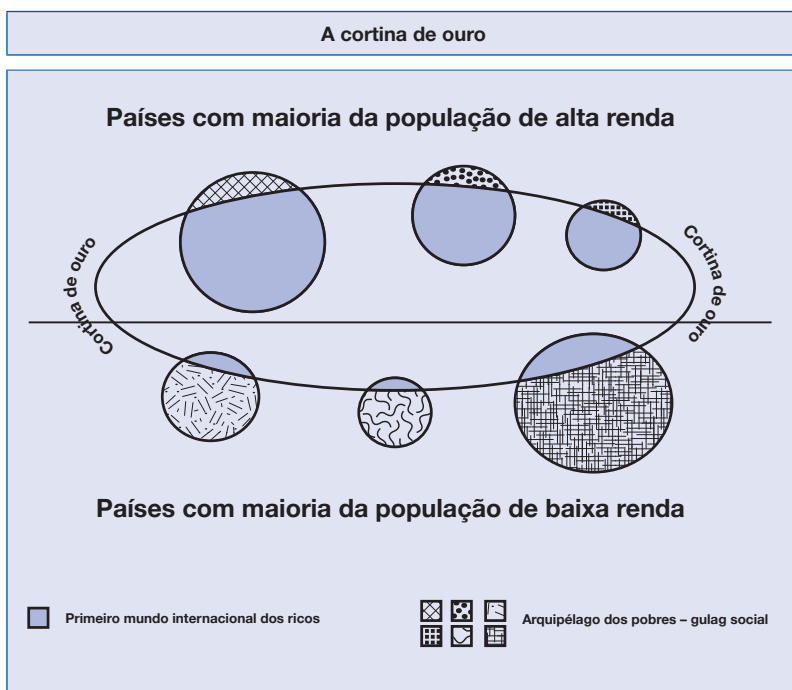 A cortina de ouro
Países com maioria da população de alta renda
Cortina de ouro
Cortina de ouro
Países com maioria da população de baixa renda
Primeiro mundo internacional dos ricos
Arquipélago dos pobres – gulag social